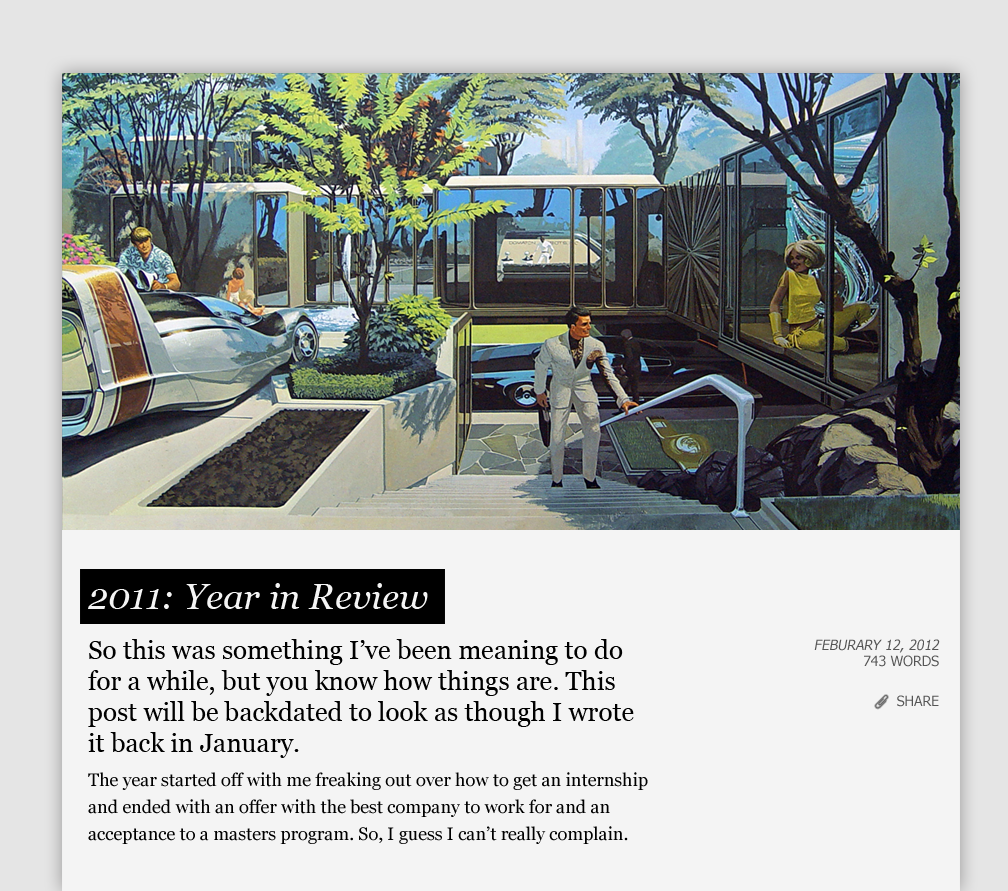 2011: Year in Review
So this was something I’ve been meaning to do
for a while, but you know how things are. This
post will be backdated to look as though I wrote
it back in January.
The year started off with me freaking out over how to get an internship
and ended with an offer with the best company to work for and an
acceptance to a masters program. So, I guess I can’t really complain.
FEBURARY 12, 2012
743 WORDS
SHARE